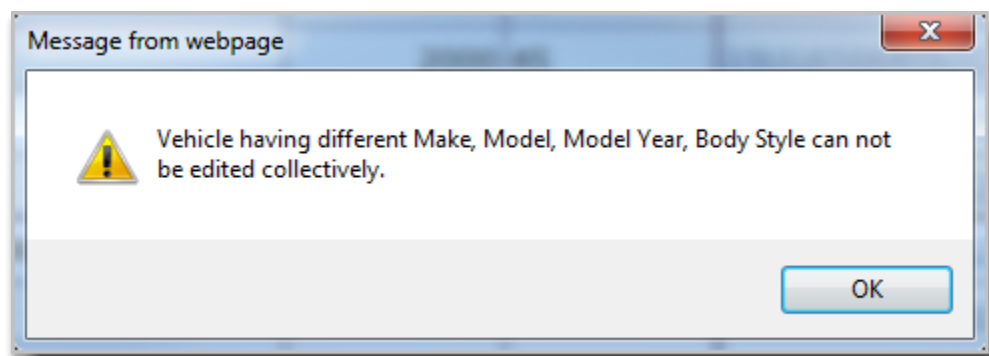 Message from webpage
Vehicle having different Make, Model, Model Year, Body Style can not
be edited collectively.
OK